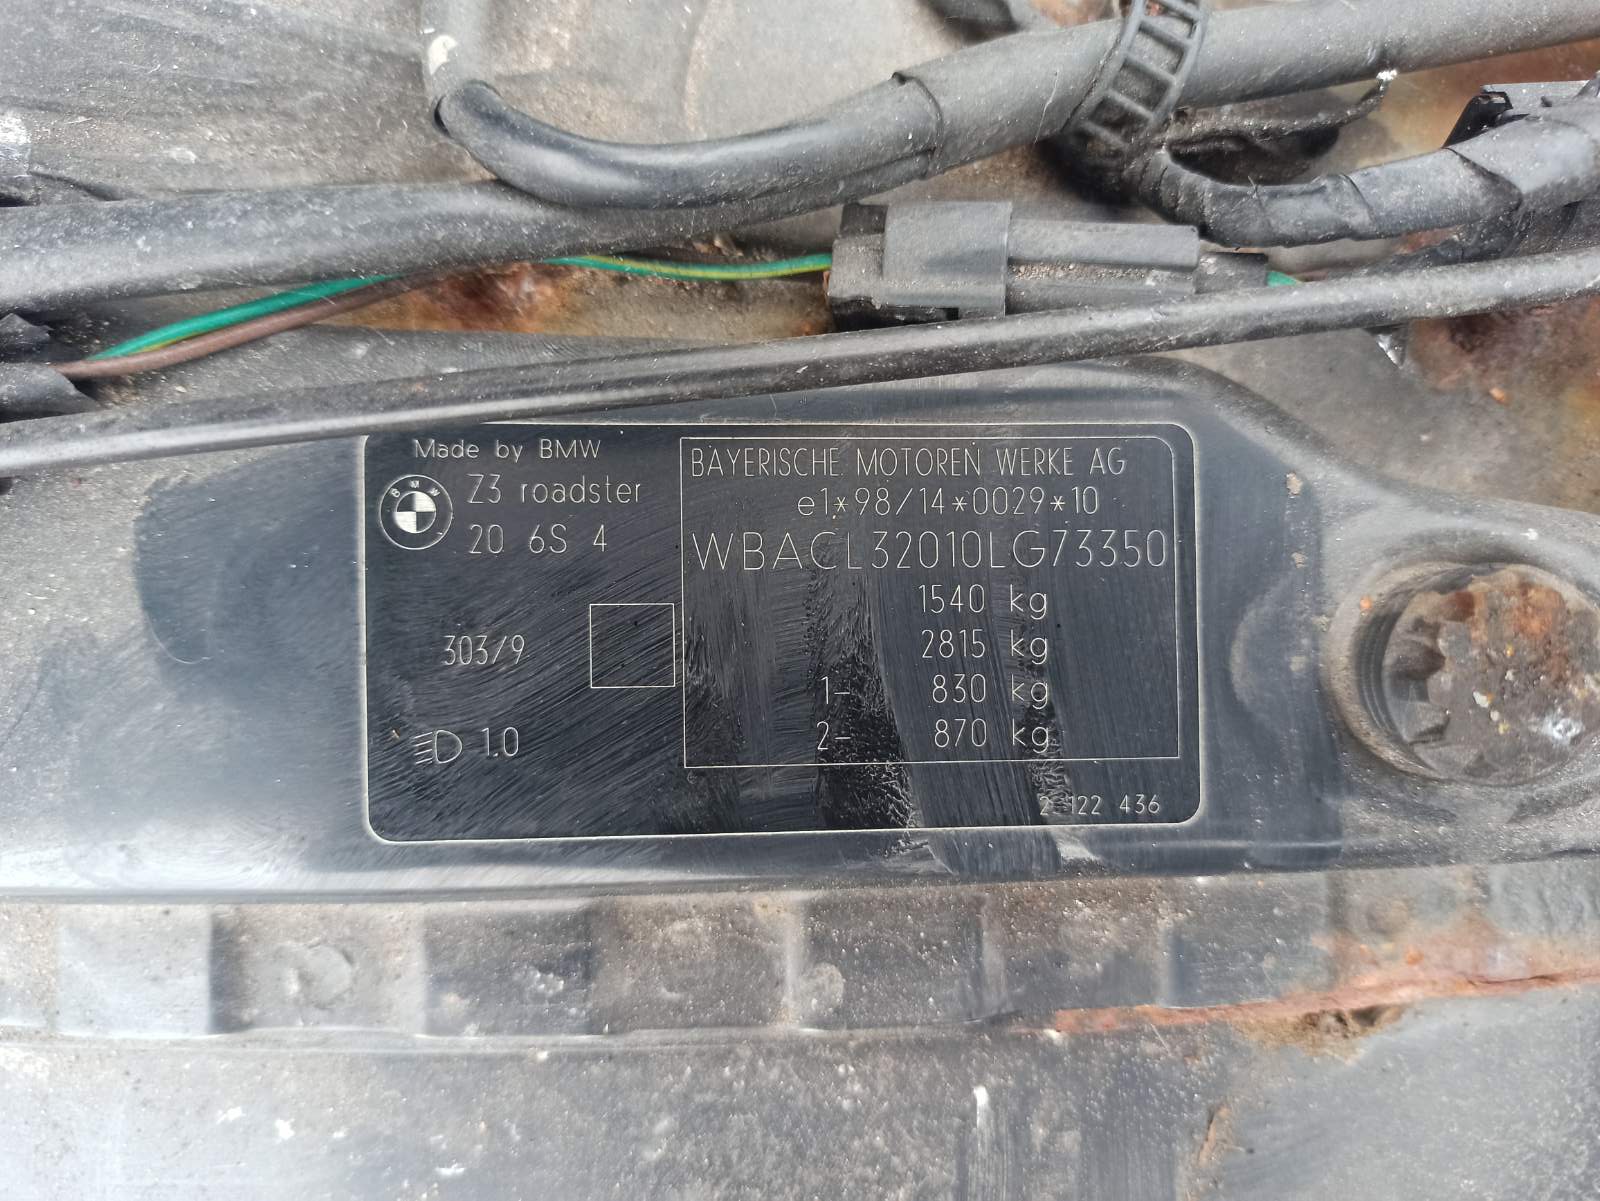 Made by BMW
BMW
Z3 roadster
20 6S 4
303/9
1.0
BAYERISCHE MOTOREN WERKE AG
e1*98/14*0029*10
WBACL32010LG73350
1540 kg
2815 kg
1- 830 kg
2- 870 kg
2 122 436